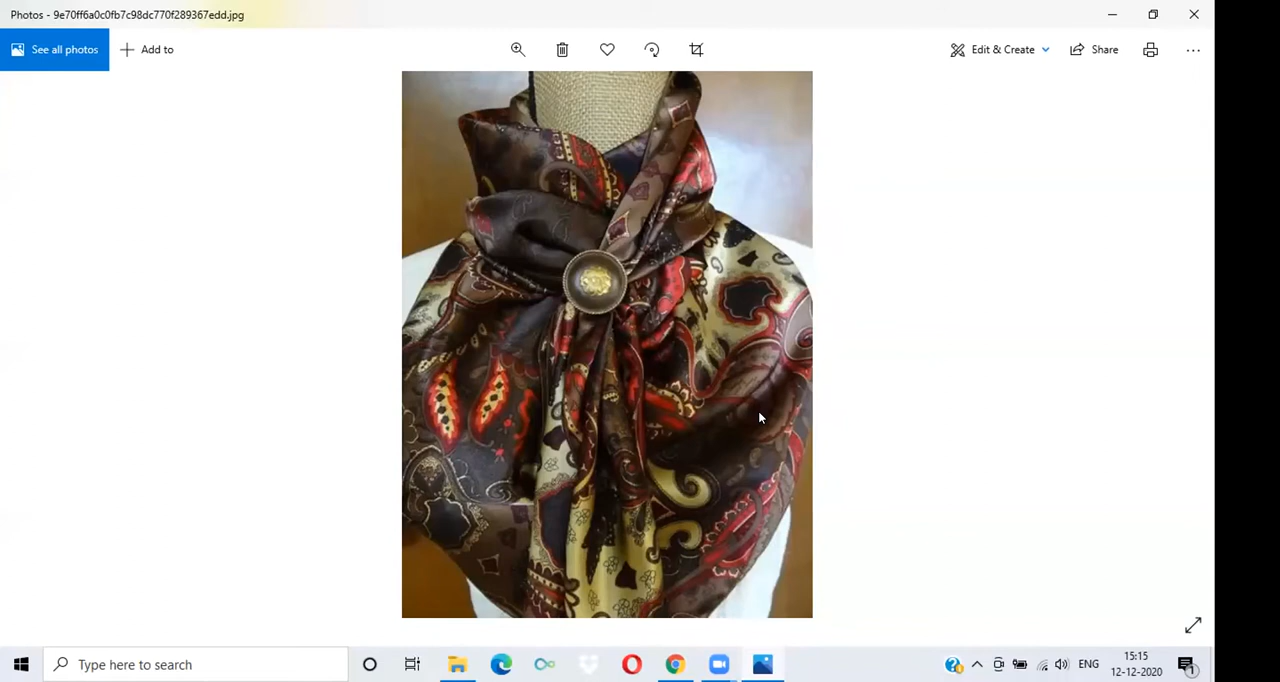 Photos - 9e70ff6a0c0fb7c98dc770f289367edd.jpg
See all photos
Add to
Edit & Create
Share
Type here to search
ENG
15:15
12-12-2020
1